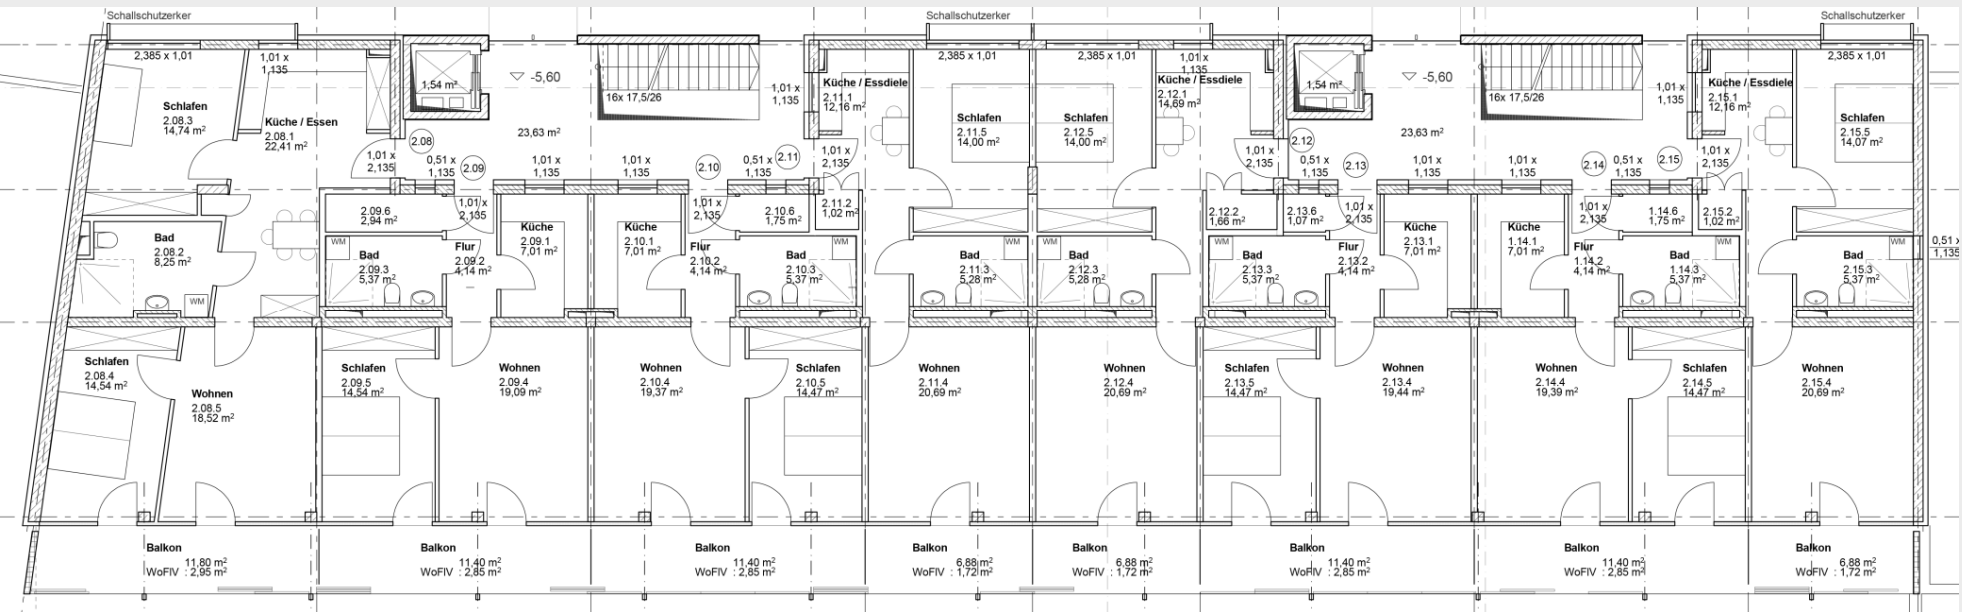 Schallschutzerker
Schallschutzerker
Schallschutzerker
2,385 x 1,01
1,01 x
1,135
Schlafen
2.08.3
14,74 m²
Küche / Essen
2.08.1
22,41 m²
1,01 x
2,135
1,54 m²
-5,60
16x 17,5/26
23,63 m²
2.08
2.09
0,51 x
1,135
1,01 x
1,135
1,01 x
1,135
2.10
0,51 x
1,135
2.11
1,01 x
1,135
1,01 x
2,135
Küche / Essdiele
2.11.1
12,16 m²
2,385 x 1,01
Schlafen
2.11.5
14,00 m²
2,385 x 1,01
Schlafen
2.12.5
14,00 m²
1,01 x
1,135
Küche / Essdiele
2.12.1
14,69 m²
1,01 x
2,135
1,54 m²
-5,60
16x 17,5/26
23,63 m²
2.12
0,51 x
1,135
2.13
1,01 x
1,135
1,01 x
1,135
2.14
0,51 x
1,135
2.15
1,01 x
1,135
1,01 x
2,135
Küche / Essdiele
2.15.1
12,16 m²
2,385 x 1,01
Schlafen
2.15.5
14,07 m²
0,51 x
1,135
Bad
2.08.2
8,25 m²
WM
2.09.6
2,94 m²
1,01 x
2,135
WM
Bad
2.09.3
5,37 m²
Flur
2.09.2
4,14 m²
Küche
2.09.1
7,01 m²
Küche
2.10.1
7,01 m²
1,01 x
2,135
Flur
2.10.2
4,14 m²
2.10.6
1,75 m²
WM
Bad
2.10.3
5,37 m²
2.11.2
1,02 m²
WM
Bad
2.11.3
5,28 m²
WM
Bad
2.12.3
5,28 m²
2.12.2
1,66 m²
2.13.6
1,07 m²
1,01 x
2,135
WM
Bad
2.13.3
5,37 m²
Flur
2.13.2
4,14 m²
Küche
2.13.1
7,01 m²
Küche
1.14.1
7,01 m²
1,01 x
2,135
Flur
1.14.2
4,14 m²
1.14.6
1,75 m²
WM
Bad
1.14.3
5,37 m²
2.15.2
1,02 m²
WM
Bad
2.15.3
5,37 m²
Schlafen
2.08.4
14,54 m²
Wohnen
2.08.5
18,52 m²
Schlafen
2.09.5
14,54 m²
Wohnen
2.09.4
19,09 m²
Wohnen
2.10.4
19,37 m²
Schlafen
2.10.5
14,47 m²
Wohnen
2.11.4
20,69 m²
Wohnen
2.12.4
20,69 m²
Schlafen
2.13.5
14,47 m²
Wohnen
2.13.4
19,44 m²
Wohnen
2.14.4
19,39 m²
Schlafen
2.14.5
14,47 m²
Wohnen
2.15.4
20,69 m²
Balkon
11,80 m²
WoFlV : 2,95 m²
Balkon
11,40 m²
WoFlV : 2,85 m²
Balkon
11,40 m²
WoFlV : 2,85 m²
Balkon
6,88 m²
WoFlV : 1,72 m²
Balkon
6,88 m²
WoFlV : 1,72 m²
Balkon
11,40 m²
WoFlV : 2,85 m²
Balkon
11,40 m²
WoFlV : 2,85 m²
Balkon
6,88 m²
WoFlV : 1,72 m²